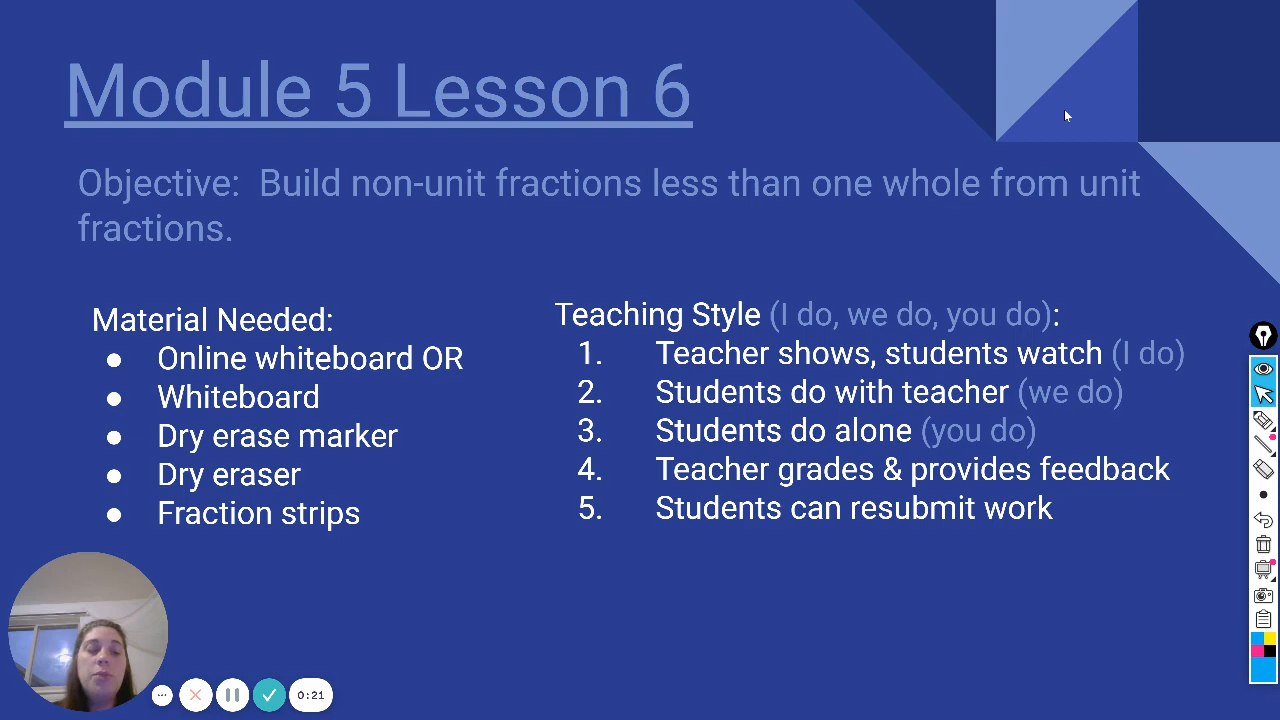 Module 5 Lesson 6
Objective: Build non-unit fractions less than one whole from unit
fractions.
Material Needed:
● Online whiteboard OR
● Whiteboard
● Dry erase marker
● Dry eraser
● Fraction strips
Teaching Style (I do, we do, you do):
1. Teacher shows, students watch (I do)
2. Students do with teacher (we do)
3. Students do alone (you do)
4. Teacher grades & provides feedback
5. Students can resubmit work
0:21